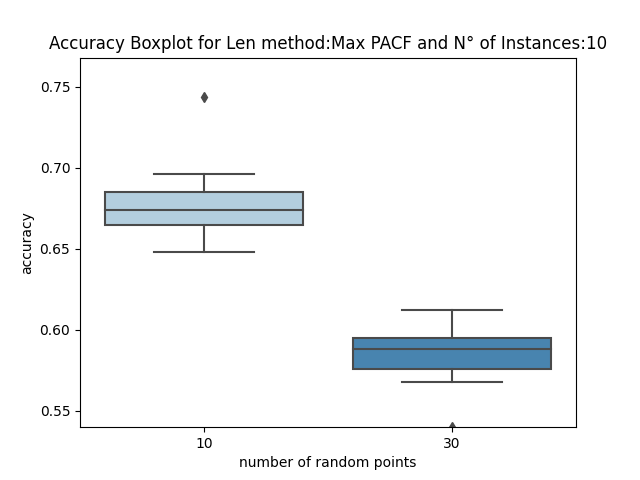 Accuracy Boxplot for Len method:Max PACF and N° of Instances:10
0.75
0.70
0.65
0.60
0.55
accuracy
10
30
number of random points